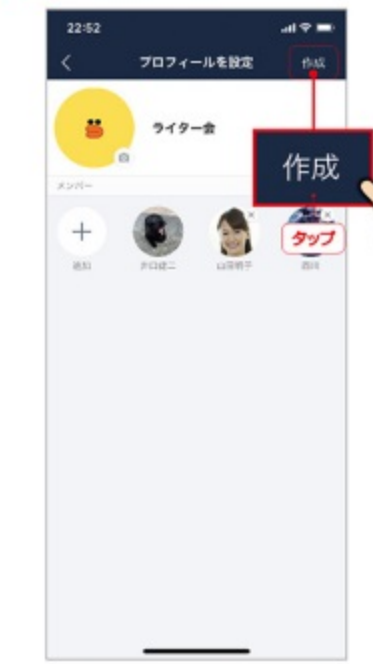 22:52
プロフィールを設定
作成
ライター会
作成
メンバー
タップ
追加